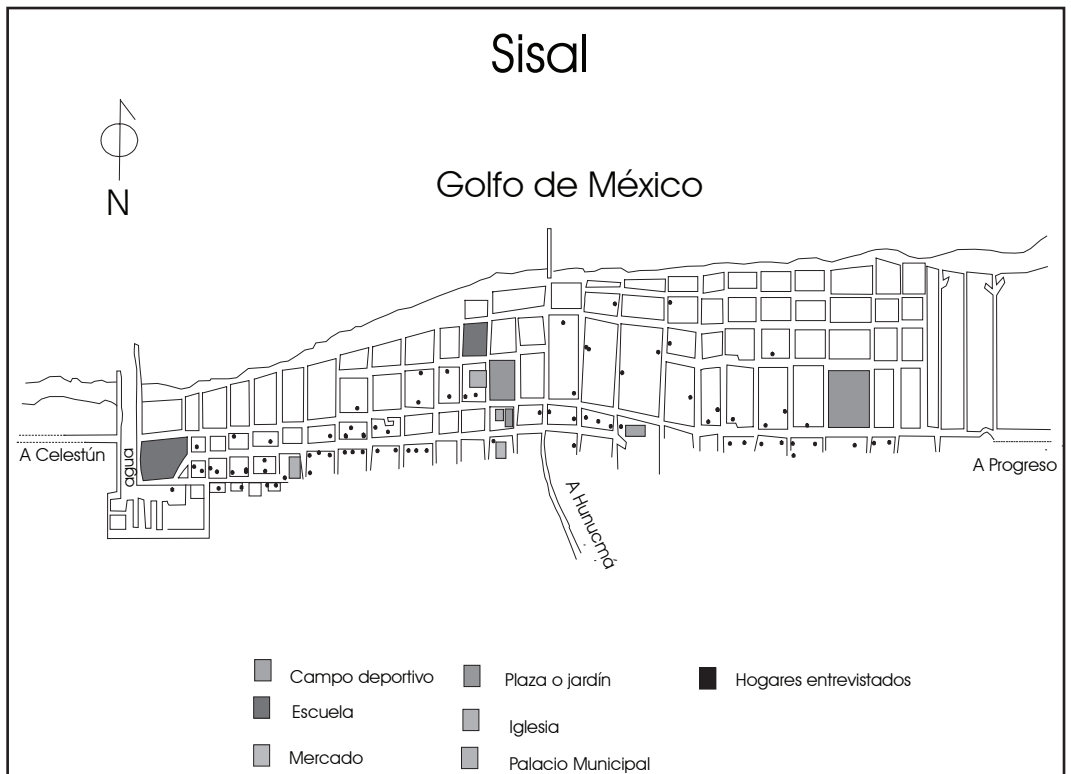 Sisal
Golfo de México
N
A Celestún
agua
A Progreso
A Hunucmá
Campo deportivo
Plaza o jardín
Hogares entrevistados
Escuela
Iglesia
Mercado
Palacio Municipal